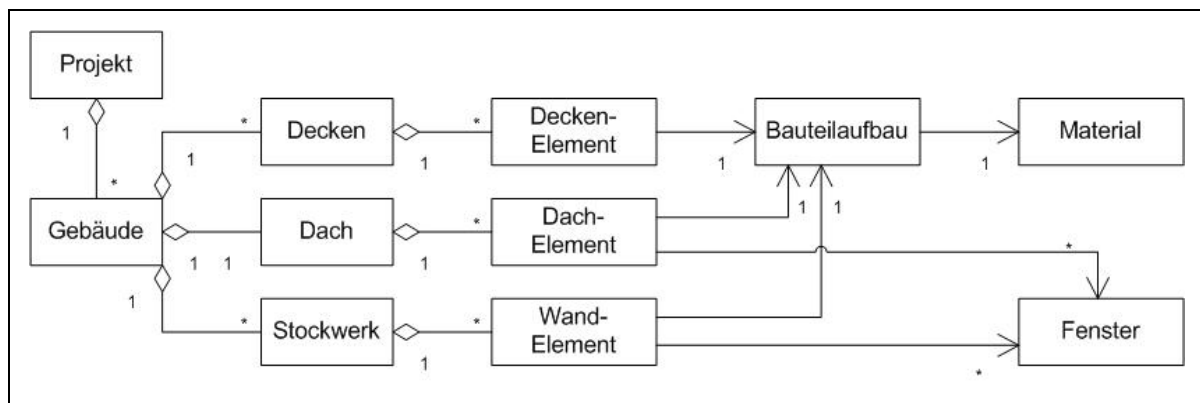 Projekt
1
*
1
*
Decken
1
*
Decken-
Element
1
Bauteilaufbau
1
Material
Gebäude
1
1
Dach
1
*
Dach-
Element
1
1
*
1
*
Stockwerk
1
*
Wand-
Element
*
Fenster